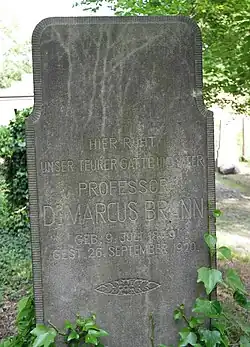 HIER RUHT
UNSER TEURER GATTE U. VATER
PROFESSOR
DR MARCUS BRANN
GEB. 9. JULI 1849
GEST. 26. SEPTEMBER 1920